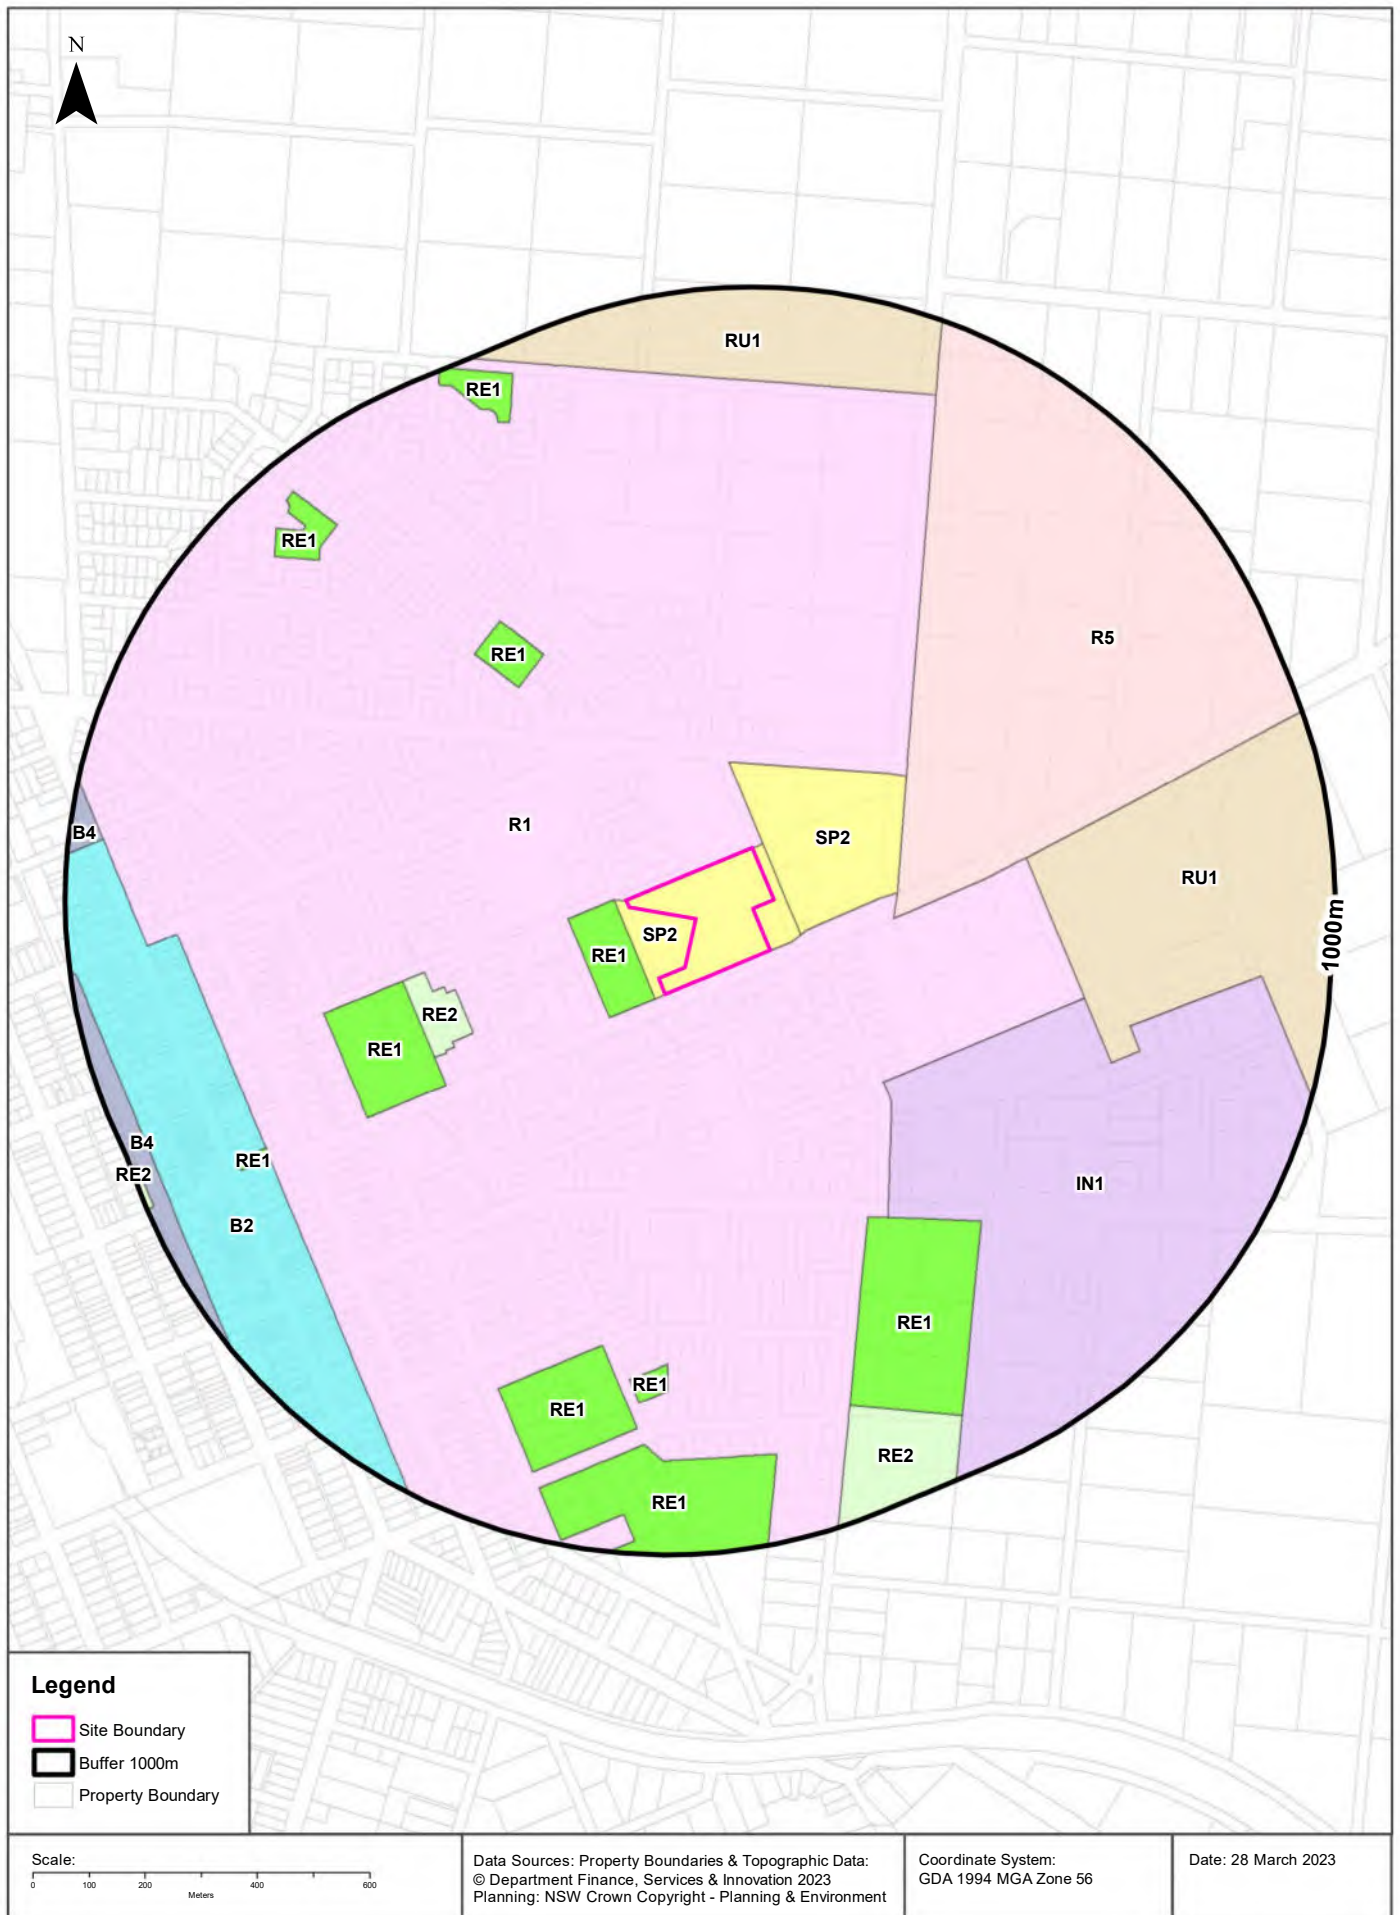 N
RU1
RE1
RE1
R5
RE1
R1
B4
SP2
RU1
1000m
SP2
RE1
RE2
RE1
B4
RE1
RE2
IN1
B2
RE1
RE1
RE1
RE2
RE1
Legend
Site Boundary
Buffer 1000m
Property Boundary
Scale:
0 100 200 400 600
Meters
Data Sources: Property Boundaries & Topographic Data:
© Department Finance, Services & Innovation 2023
Planning: NSW Crown Copyright - Planning & Environment
Coordinate System:
GDA 1994 MGA Zone 56
Date: 28 March 2023